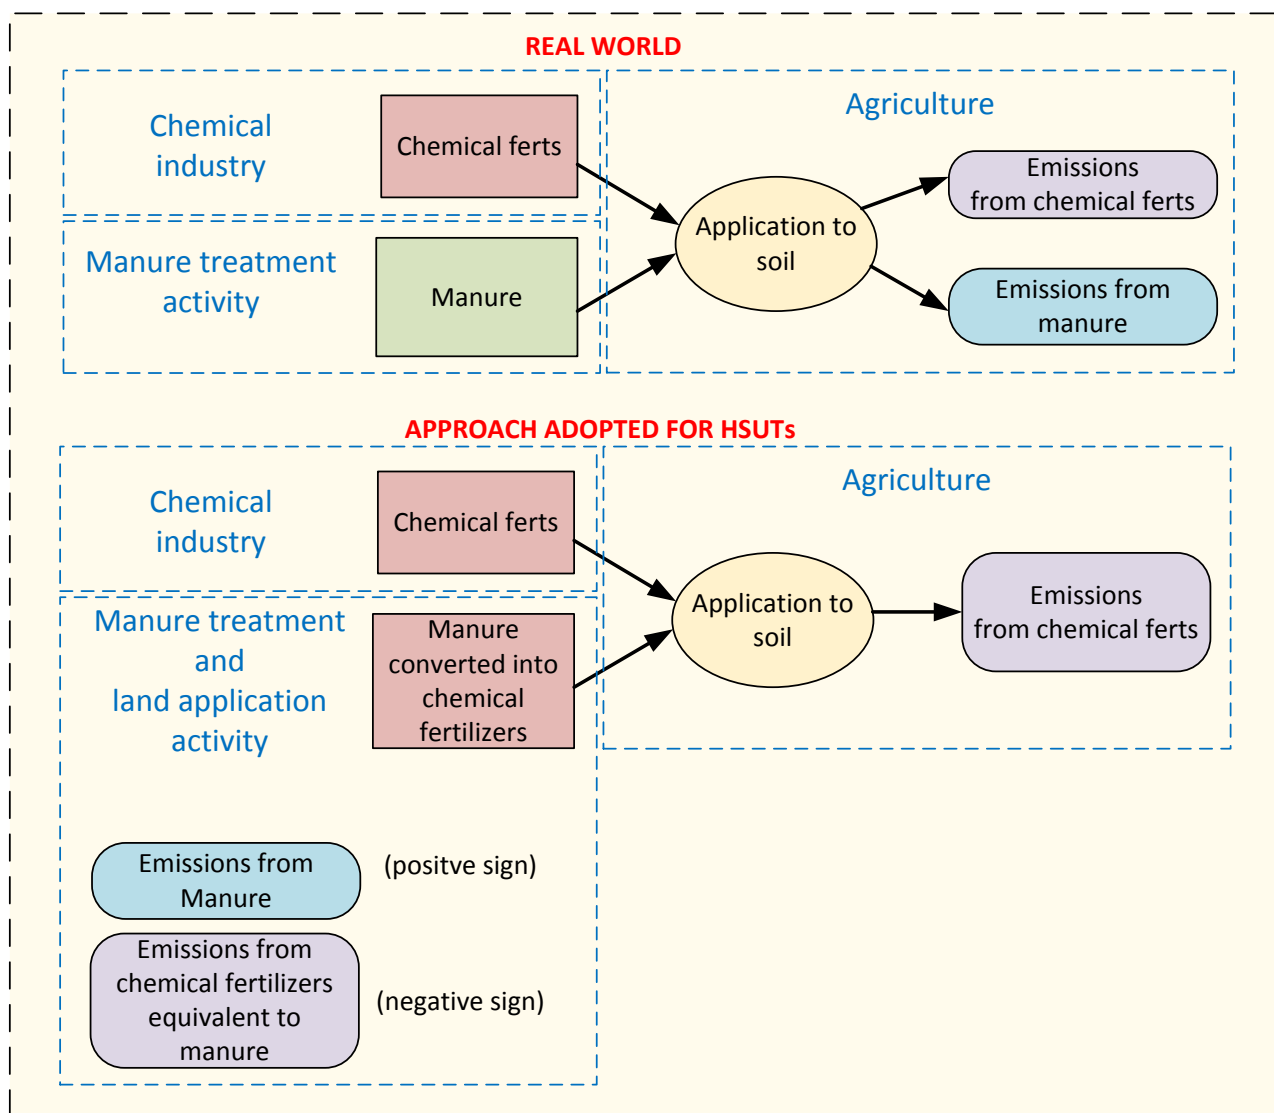 REAL WORLD
Chemical
industry
Chemical ferts
Manure treatment
activity
Manure
Agriculture
Application to
soil
Emissions
from chemical ferts
Emissions from
manure
APPROACH ADOPTED FOR HSUTs
Chemical
industry
Chemical ferts
Manure treatment
and
land application
activity
Manure
converted into
chemical
fertilizers
Agriculture
Application to
soil
Emissions
from chemical ferts
Emissions from
Manure
(positve sign)
Emissions from
chemical fertilizers
equivalent to
manure
(negative sign)